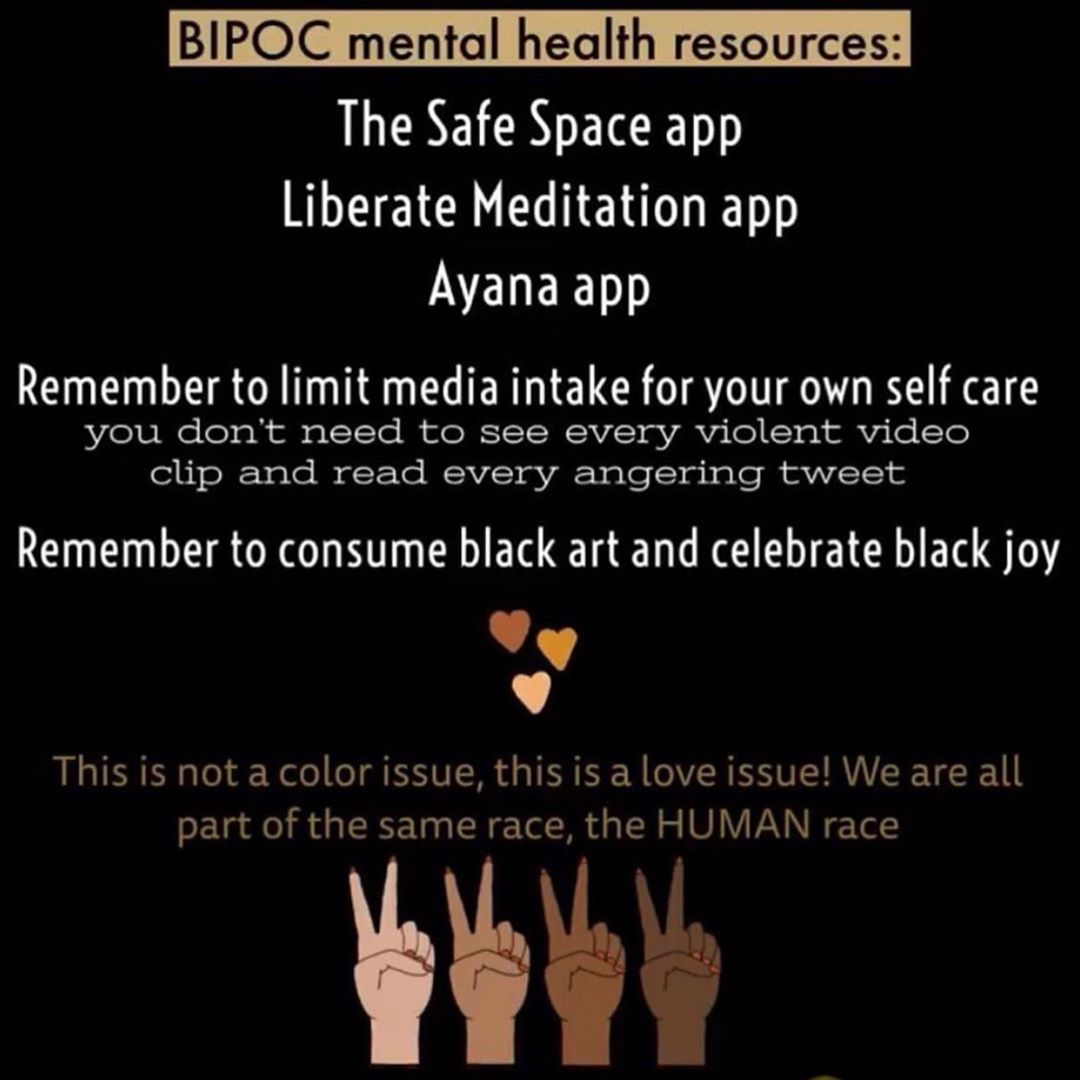 BIPOC mental health resources:
The Safe Space app
Liberate Meditation app
Ayana app
Remember to limit media intake for your own self care
you don't need to see every violent video
clip and read every angering tweet
Remember to consume black art and celebrate black joy
This is not a color issue, this is a love issue! We are all
part of the same race, the HUMAN race